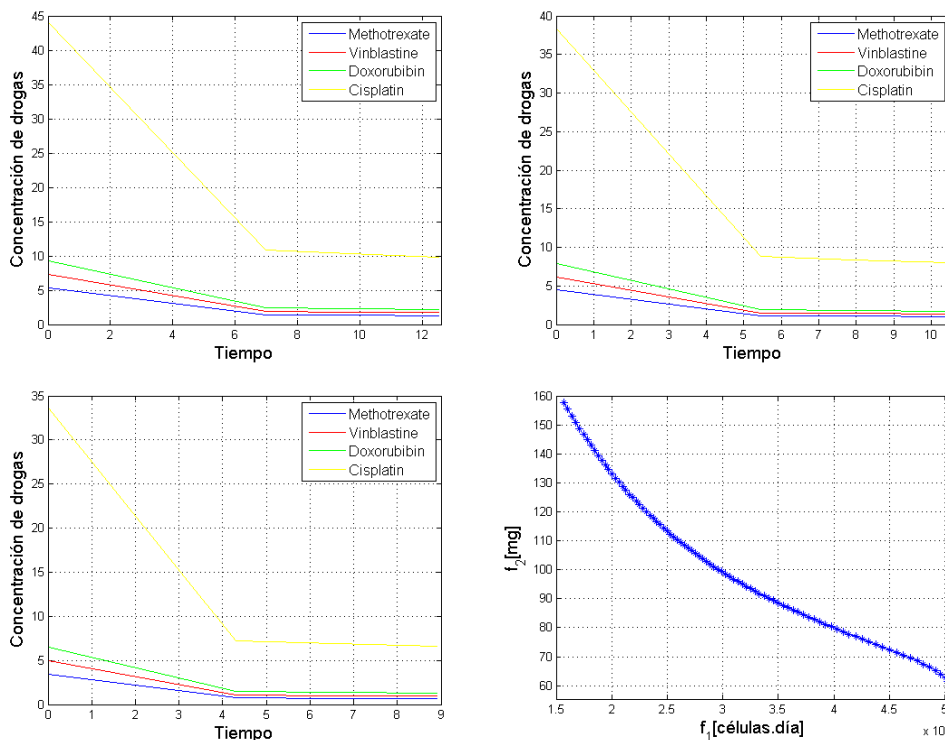 45
40
35
30
25
20
15
10
5
0
Concentración de drogas
Methotrexate
Vinblastine
Doxorubibin
Cisplatin
0 2 4 6 8 10 12
Tiempo
40
35
30
25
20
15
10
5
0
Concentración de drogas
Methotrexate
Vinblastine
Doxorubibin
Cisplatin
0 1 2 3 4 5 6 7 8 9 10
Tiempo
35
30
25
20
15
10
5
0
Concentración de drogas
Methotrexate
Vinblastine
Doxorubibin
Cisplatin
0 1 2 3 4 5 6 7 8 9
Tiempo
160
150
140
130
120
110
100
90
80
70
60
f₂[mg]
1.5 2 2.5 3 3.5 4 4.5
f₁[células.día]